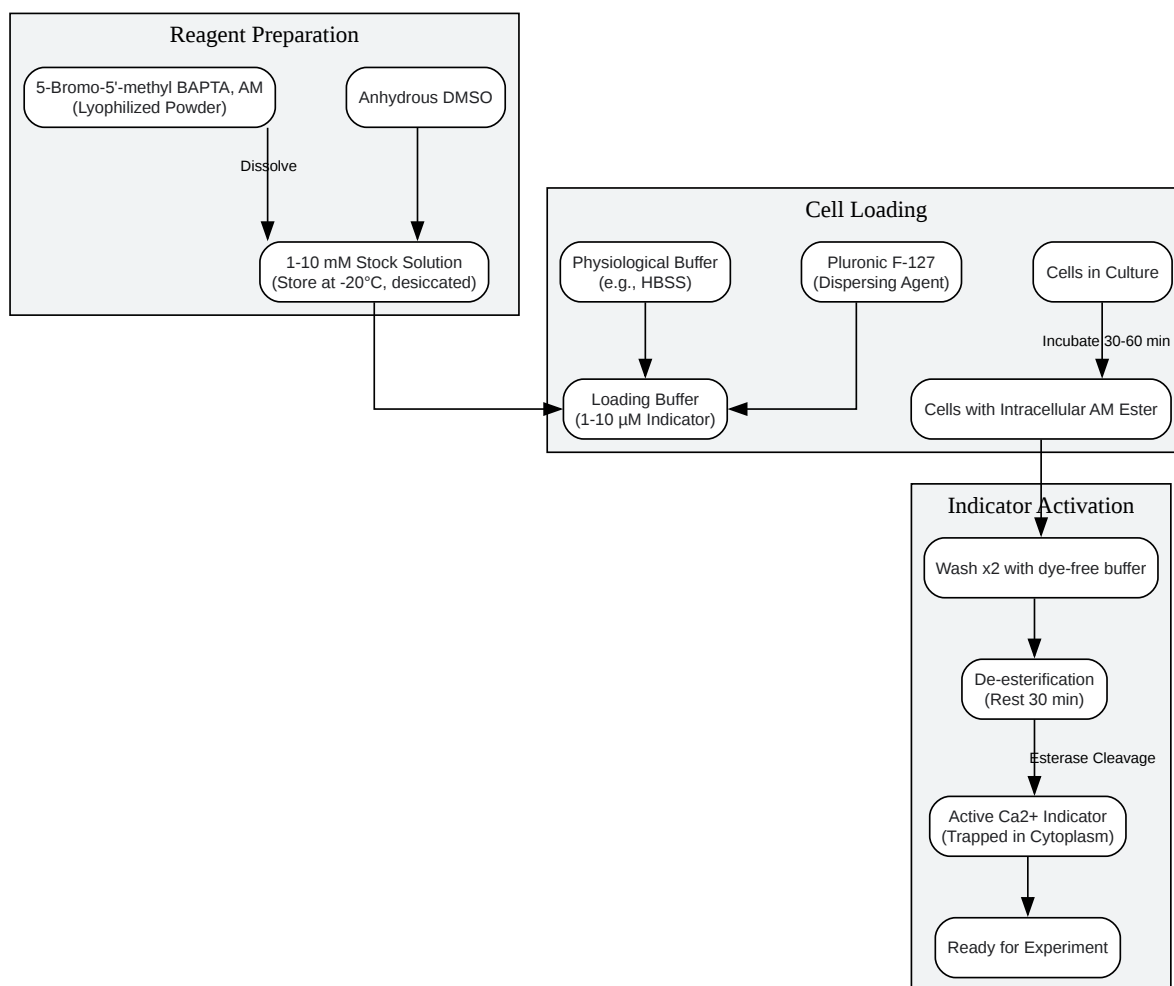 Reagent Preparation
5-Bromo-5'-methyl BAPTA, AM
(Lyophilized Powder)
Anhydrous DMSO
Dissolve
1-10 mM Stock Solution
(Store at -20°C, desiccated)
Cell Loading
Physiological Buffer
(e.g., HBSS)
Pluronic F-127
(Dispersing Agent)
Cells in Culture
Incubate 30-60 min
Loading Buffer
(1-10 µM Indicator)
Cells with Intracellular AM Ester
Indicator Activation
Wash x2 with dye-free buffer
De-esterification
(Rest 30 min)
Esterase Cleavage
Active Ca2+ Indicator
(Trapped in Cytoplasm)
Ready for Experiment